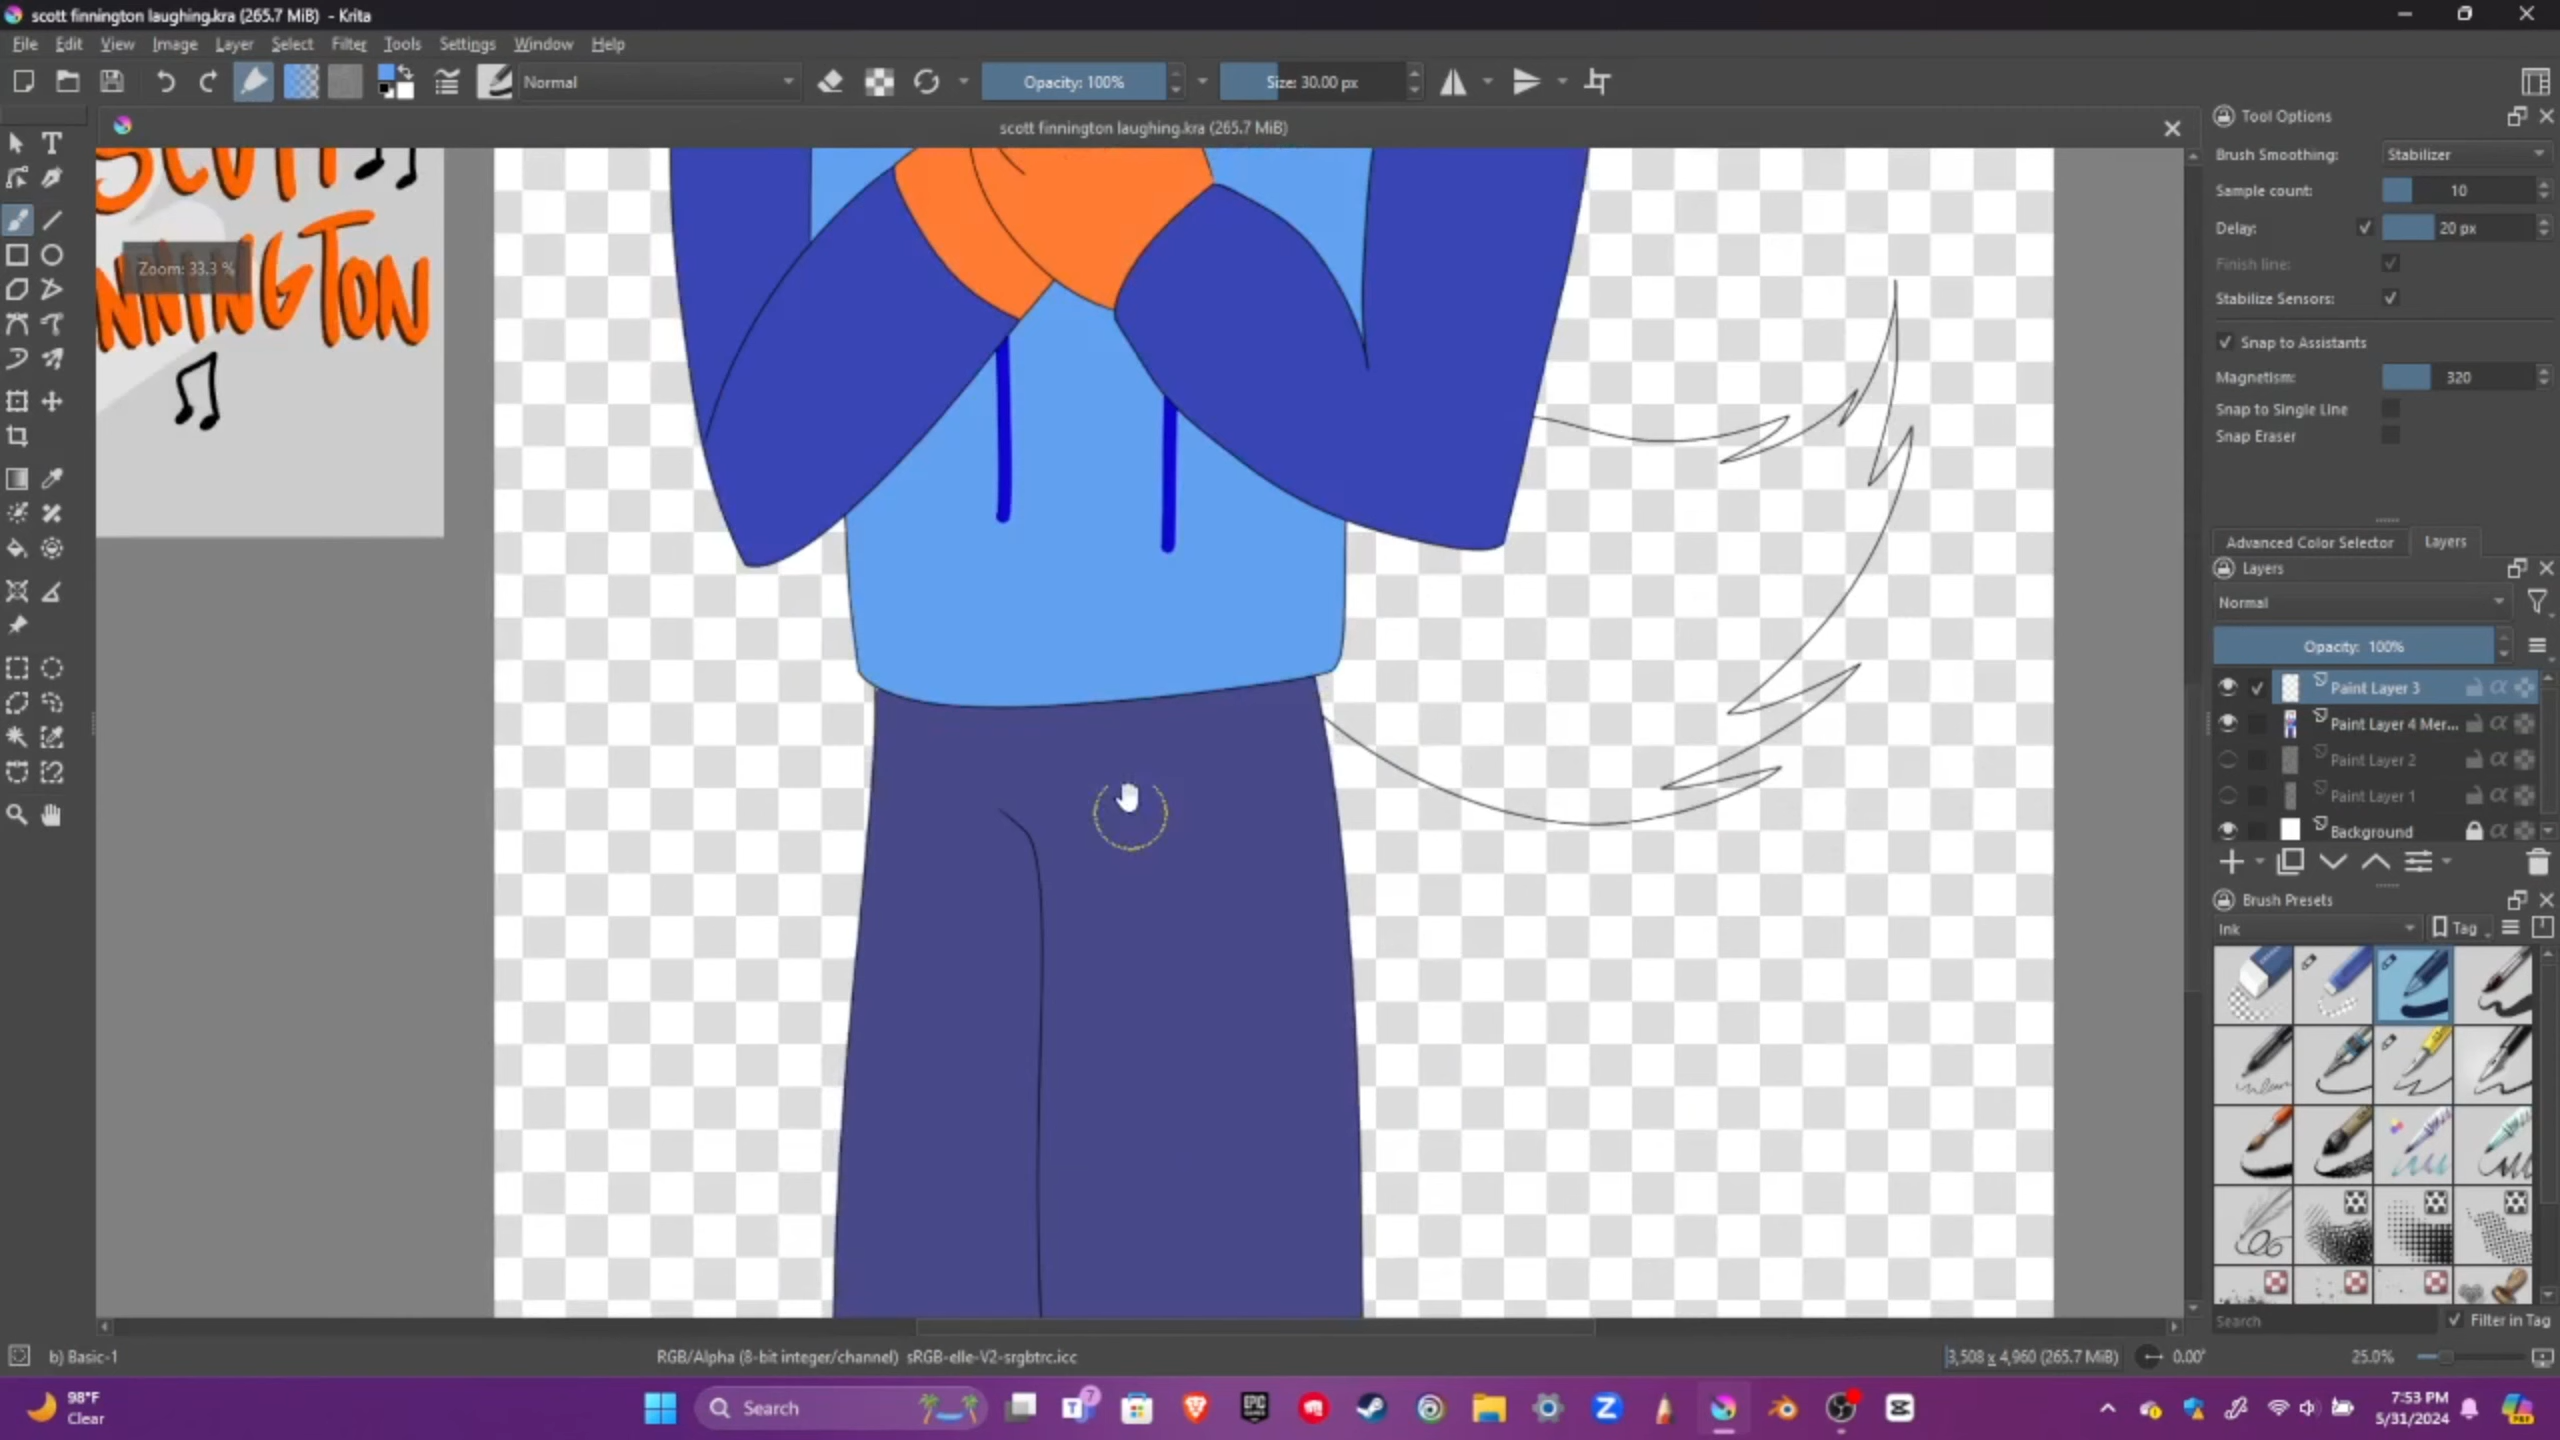 scott finnington laughing.kra (265.7 MiB) - Krita
File Edit View Image Layer Select Filter Tools Settings Window Help
Normal
Opacity: 100%
Size: 30.00 px
scott finnington laughing.kra (265.7 MiB)
SCOTT
NNINGTON
Zoom: 33.3 %
Tool Options
Brush Smoothing: Stabilizer
Sample count: 10
Delay: 20 px
Finish line:
Stabilize Sensors:
Snap to Assistants
Magnetism: 320
Snap to Single Line
Snap Eraser
Advanced Color Selector Layers
Layers
Normal
Opacity: 100%
Paint Layer 3
Paint Layer 4 Mer...
Paint Layer 2
Paint Layer 1
Background
Brush Presets
Ink
Tag
Search
Filter in Tag
b) Basic-1
RGB/Alpha (8-bit integer/channel) sRGB-elle-V2-srgbtrc.icc
3,508 x 4,960 (265.7 MiB)
0.00°
25.0%
98°F
Clear
Search
7
EPIC GAMES
7:53 PM
5/31/2024